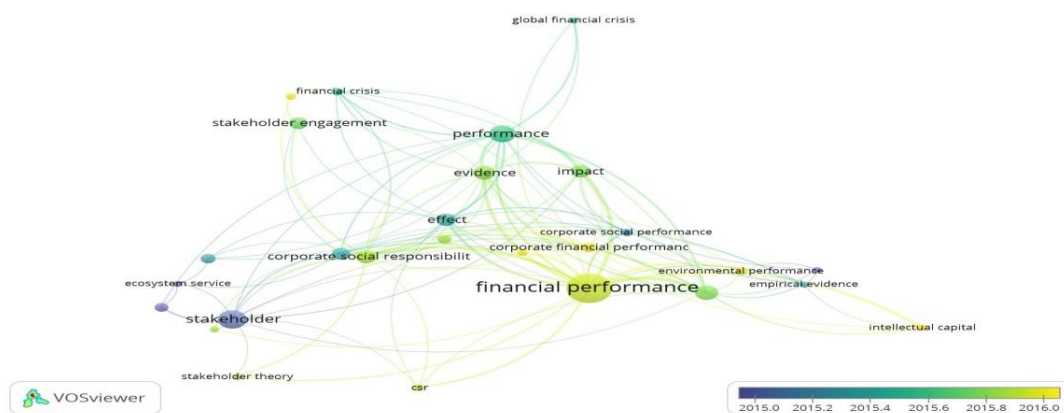 global financial crisis
financial crisis
stakeholder engagement
performance
evidence
impact
effect
corporate social performance
corporate financial performanc
corporate social responsibilit
environmental performance
ecosystem service
empirical evidence
financial performance
stakeholder
intellectual capital
stakeholder theory
csr
VOSviewer
2015.0 2015.2 2015.4 2015.6 2015.8 2016.0